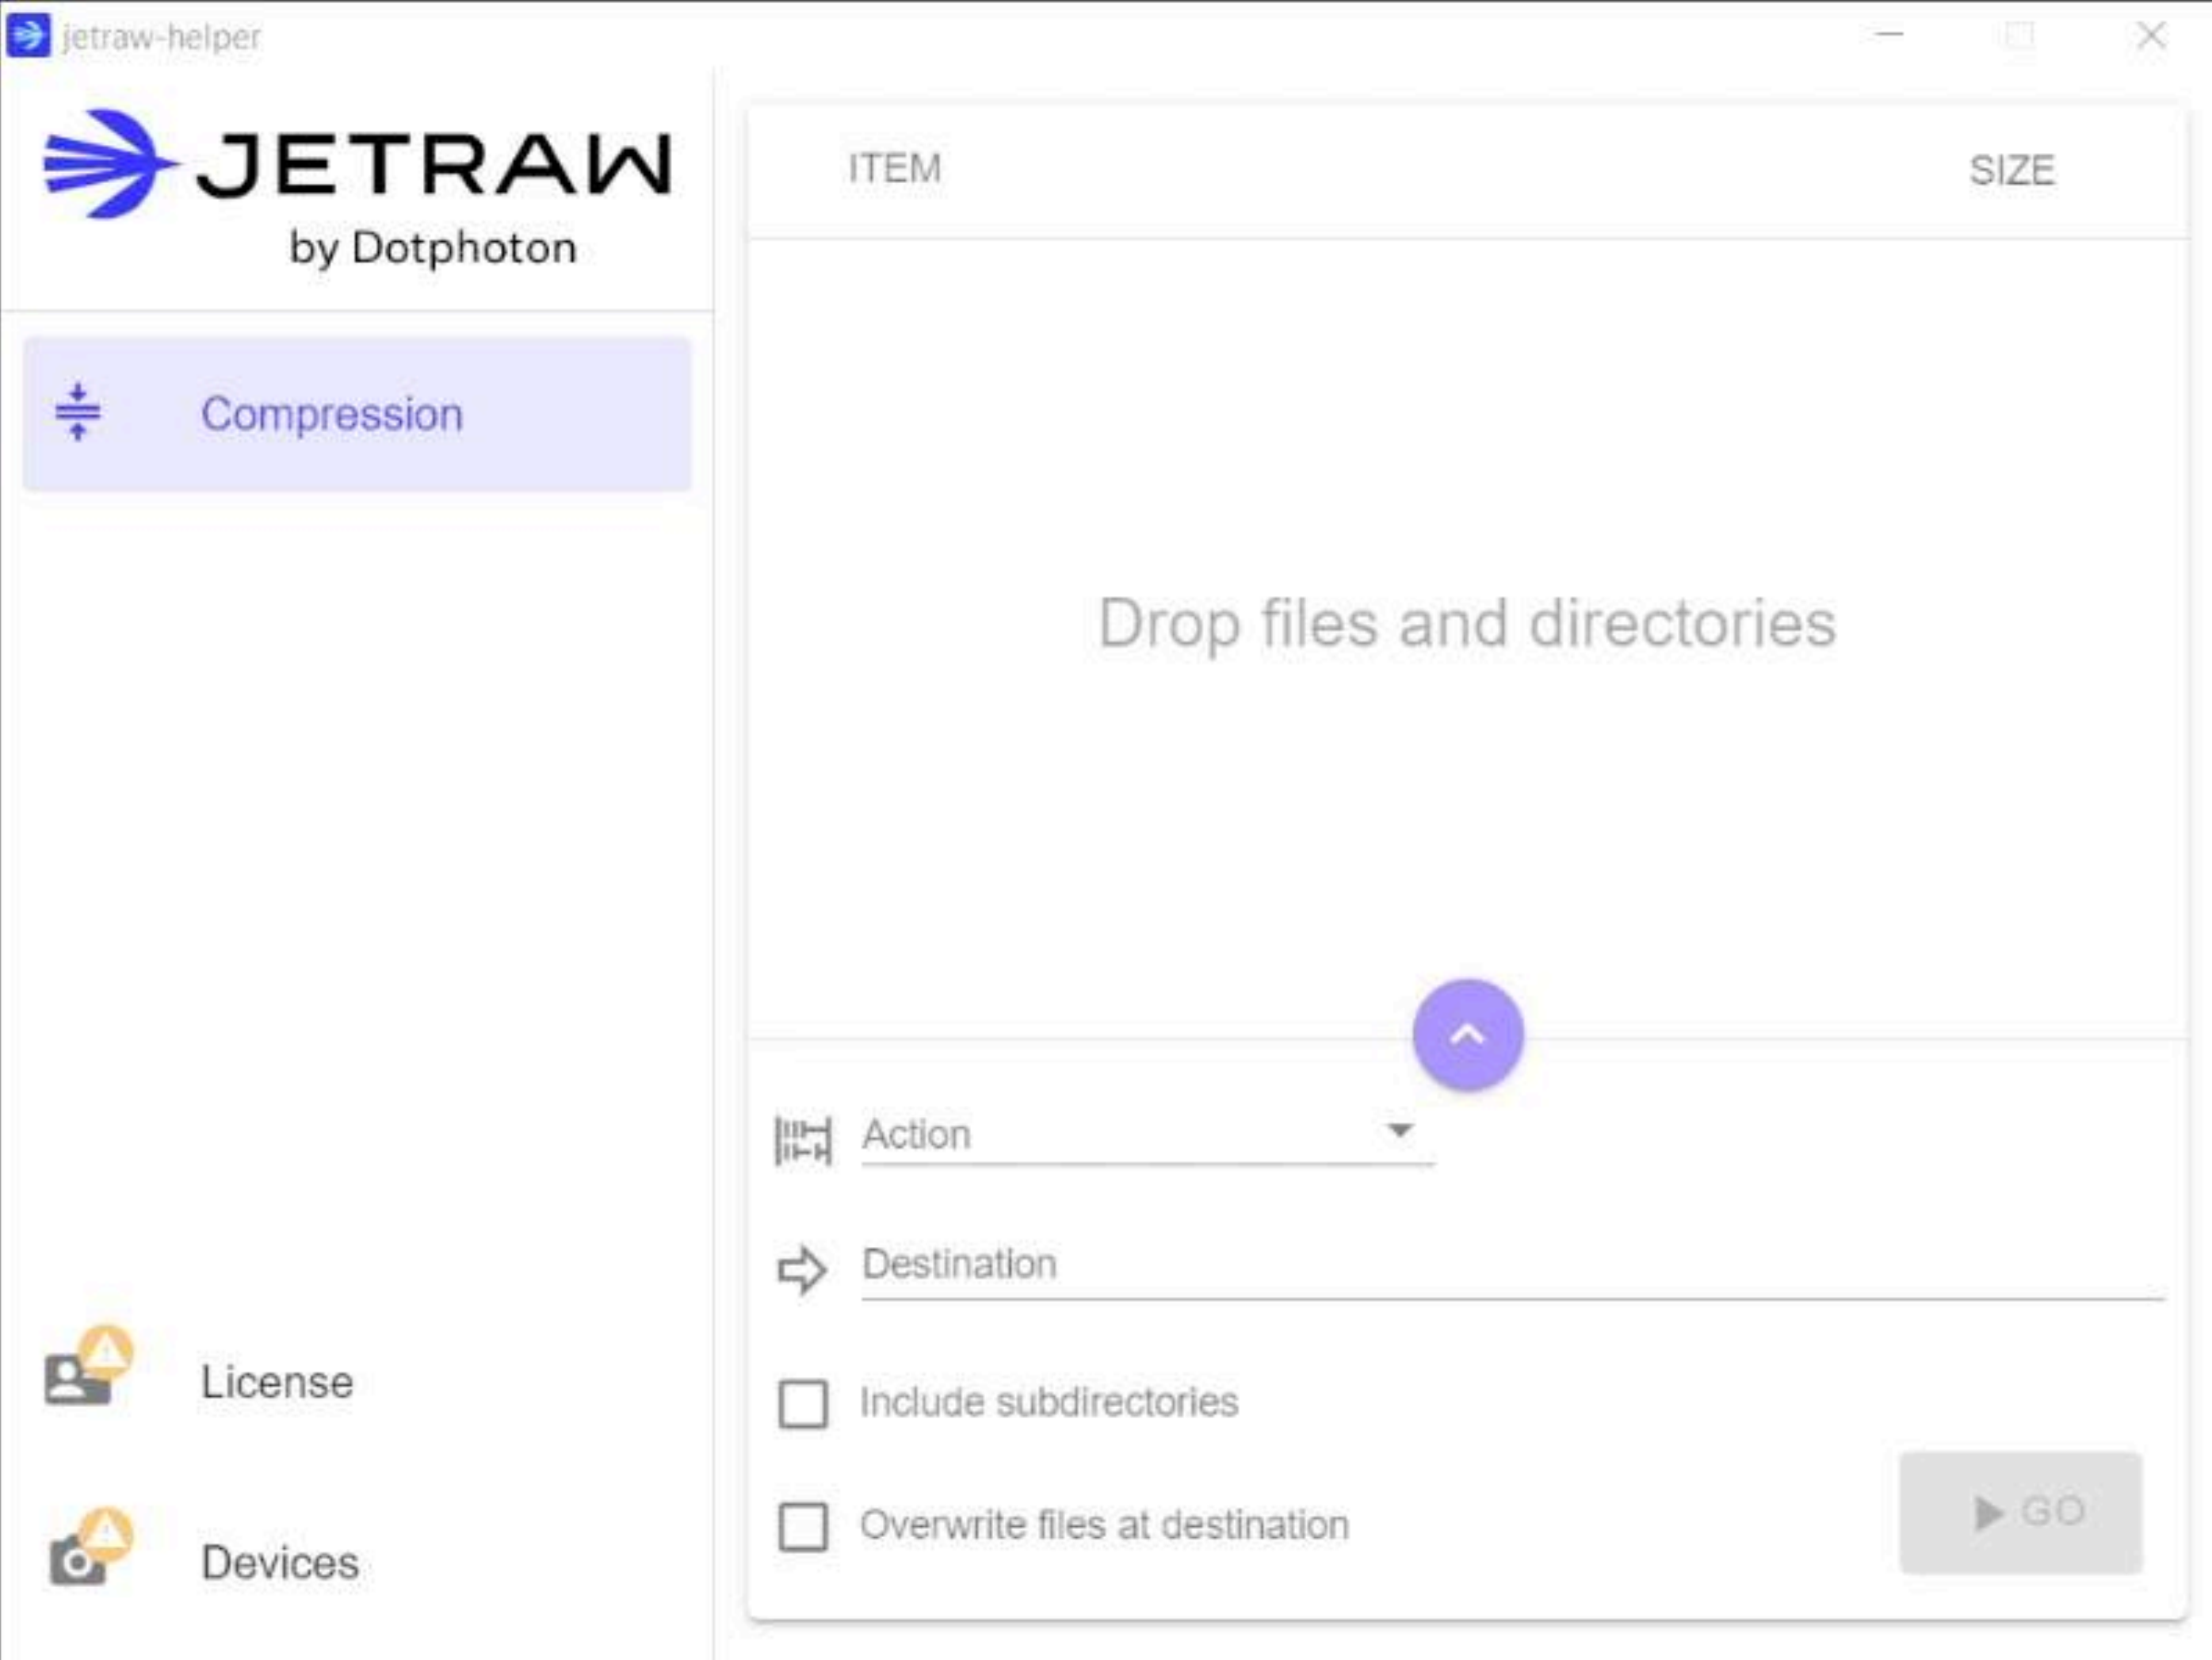 jetraw-helper
JETRAW
by Dotphoton
Compression
License
Devices
ITEM SIZE
Drop files and directories
Action
Destination
Include subdirectories
Overwrite files at destination
GO